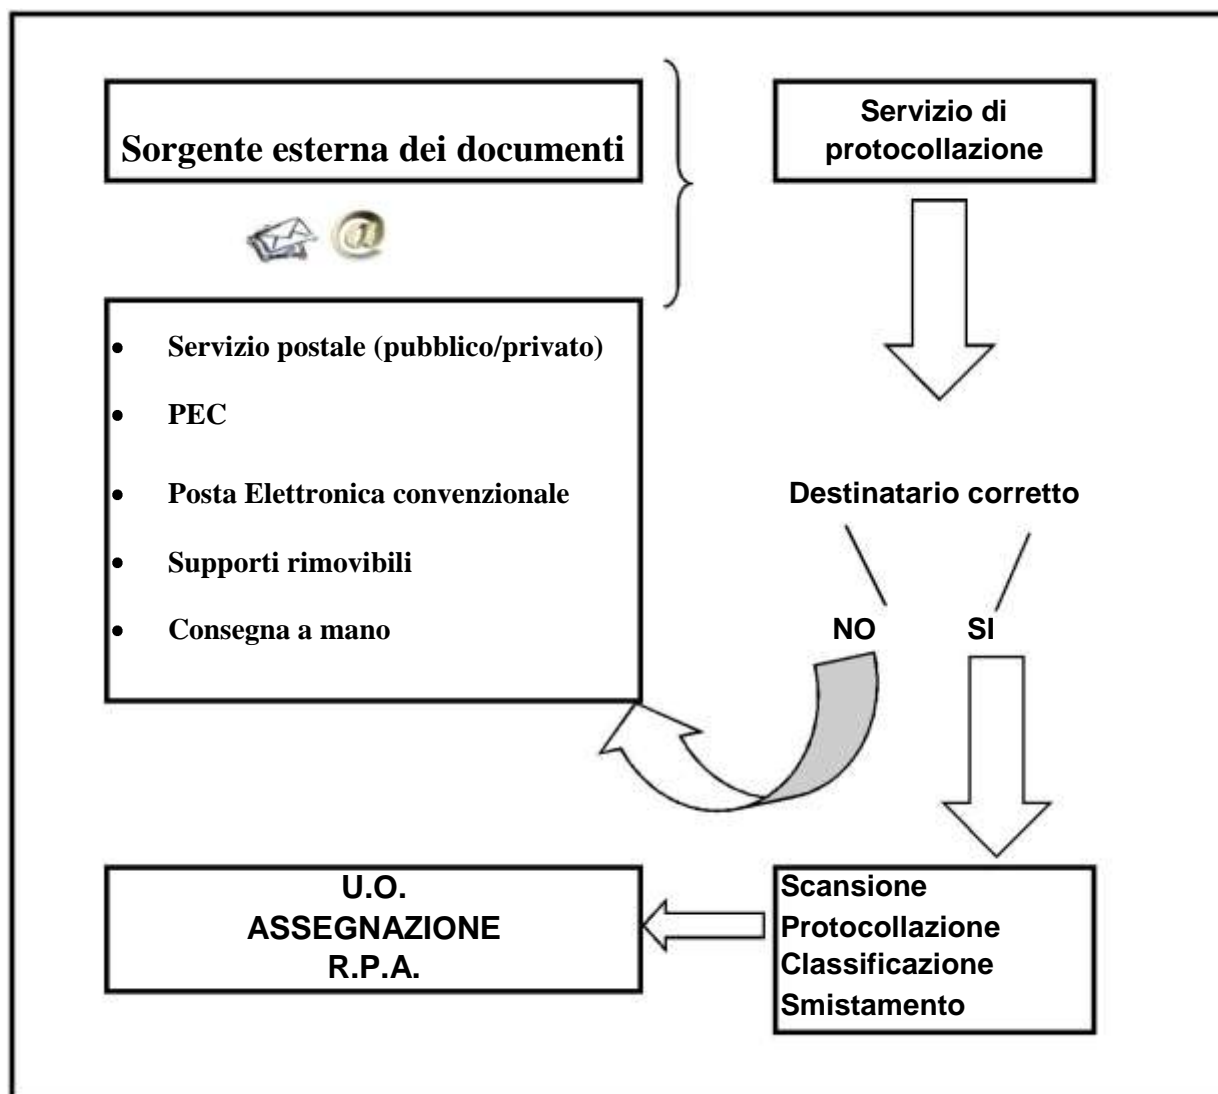 Sorgente esterna dei documenti
• Servizio postale (pubblico/privato)
• PEC
• Posta Elettronica convenzionale
• Supporti rimovibili
• Consegna a mano
Servizio di
protocollazione
Destinatario corretto
NO SI
Scansione
Protocollazione
Classificazione
Smistamento
U.O.
ASSEGNAZIONE
R.P.A.